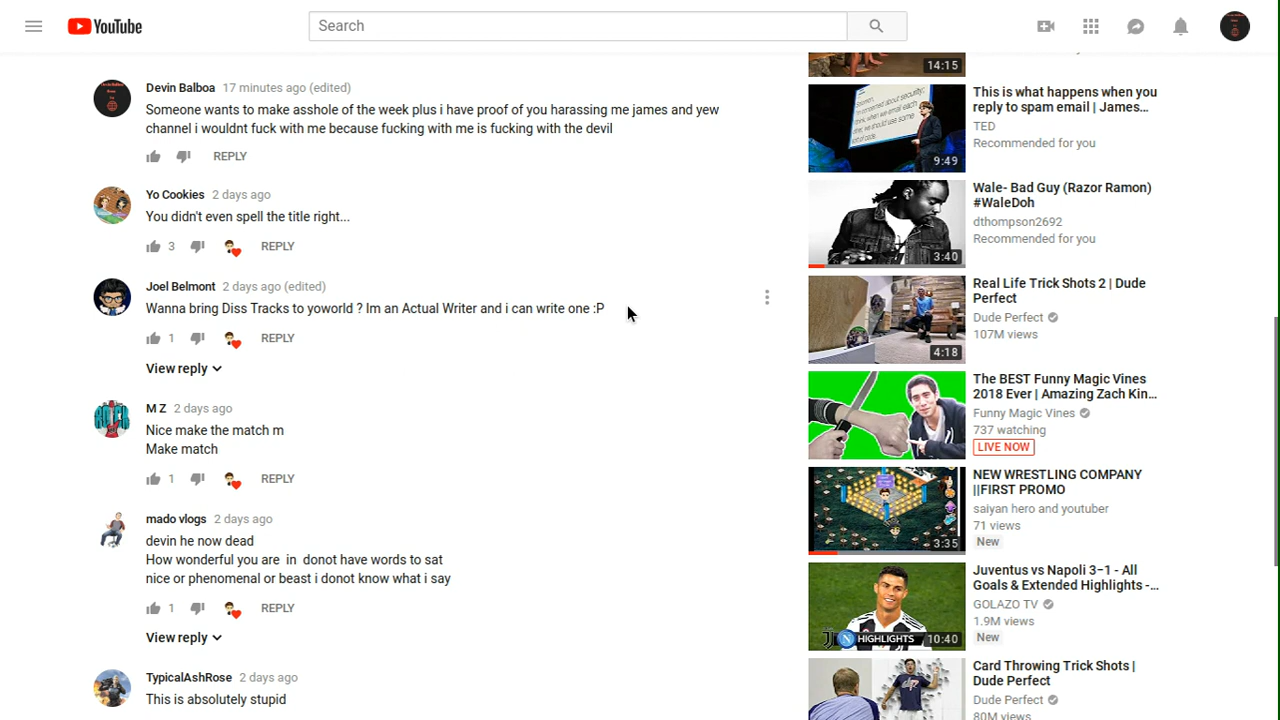 YouTube
Search
Devin Balboa 17 minutes ago (edited)
Someone wants to make asshole of the week plus i have proof of you harassing me james and yew
channel i wouldnt fuck with me because fucking with me is fucking with the devil
REPLY
Yo Cookies 2 days ago
You didn't even spell the title right...
3 REPLY
Joel Belmont 2 days ago (edited)
Wanna bring Diss Tracks to yoworld ? Im an Actual Writer and i can write one :P
1 REPLY
View reply
M Z 2 days ago
Nice make the match m
Make match
1 REPLY
mado vlogs 2 days ago
devin he now dead
How wonderful you are in donot have words to sat
nice or phenomenal or beast i donot know what i say
1 REPLY
View reply
TypicalAshRose 2 days ago
This is absolutely stupid
14:15
9:49
This is what happens when you
reply to spam email | James...
TED
Recommended for you
3:40
Wale- Bad Guy (Razor Ramon)
#WaleDoh
dthompson2692
Recommended for you
4:18
Real Life Trick Shots 2 | Dude
Perfect
Dude Perfect
107M views
The BEST Funny Magic Vines
2018 Ever | Amazing Zach Kin...
Funny Magic Vines
737 watching
LIVE NOW
3:35
NEW WRESTLING COMPANY
||FIRST PROMO
saiyan hero and youtuber
71 views
New
HIGHLIGHTS 10:40
Juventus vs Napoli 3-1 - All
Goals & Extended Highlights -...
GOLAZO TV
1.9M views
New
Card Throwing Trick Shots |
Dude Perfect
Dude Perfect
80M views